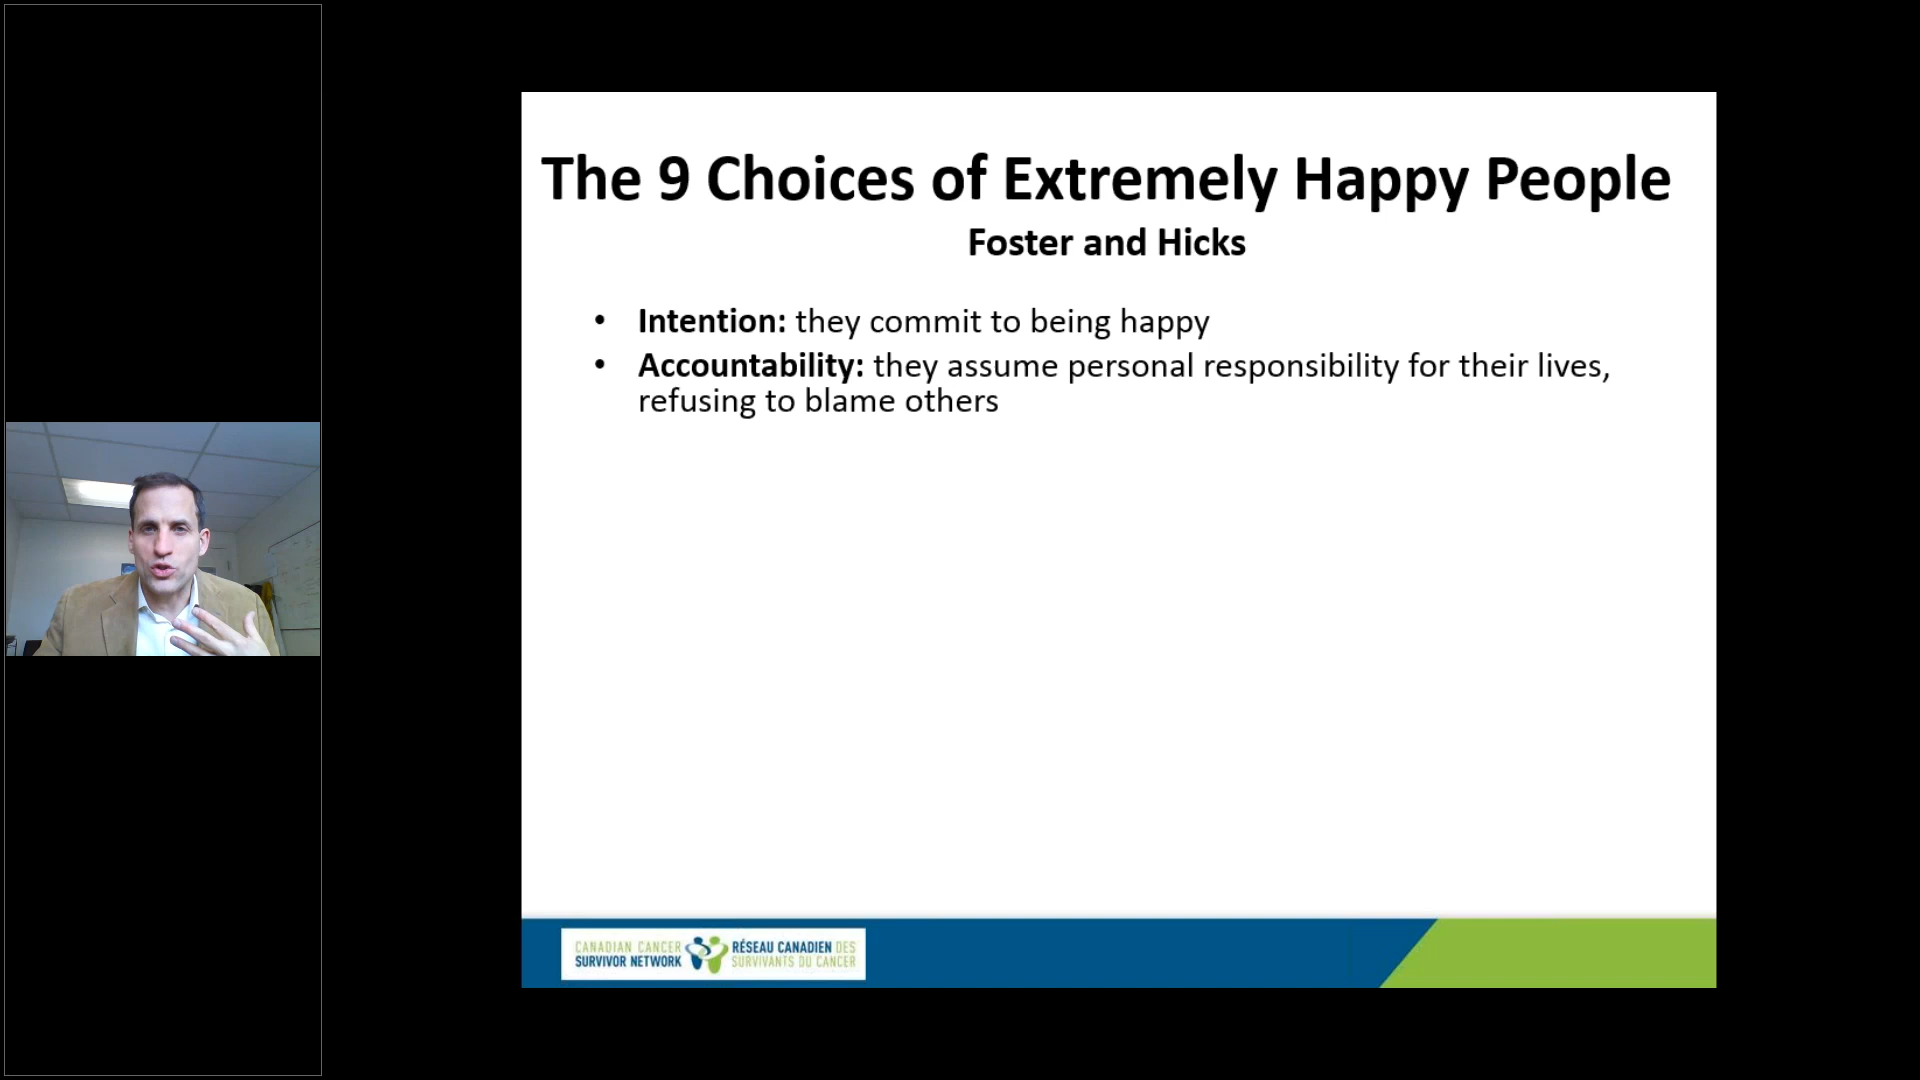 The 9 Choices of Extremely Happy People
Foster and Hicks
• Intention: they commit to being happy
• Accountability: they assume personal responsibility for their lives,
refusing to blame others
CANADIAN CANCER
SURVIVOR NETWORK
RÉSEAU CANADIEN DES
SURVIVANTS DU CANCER